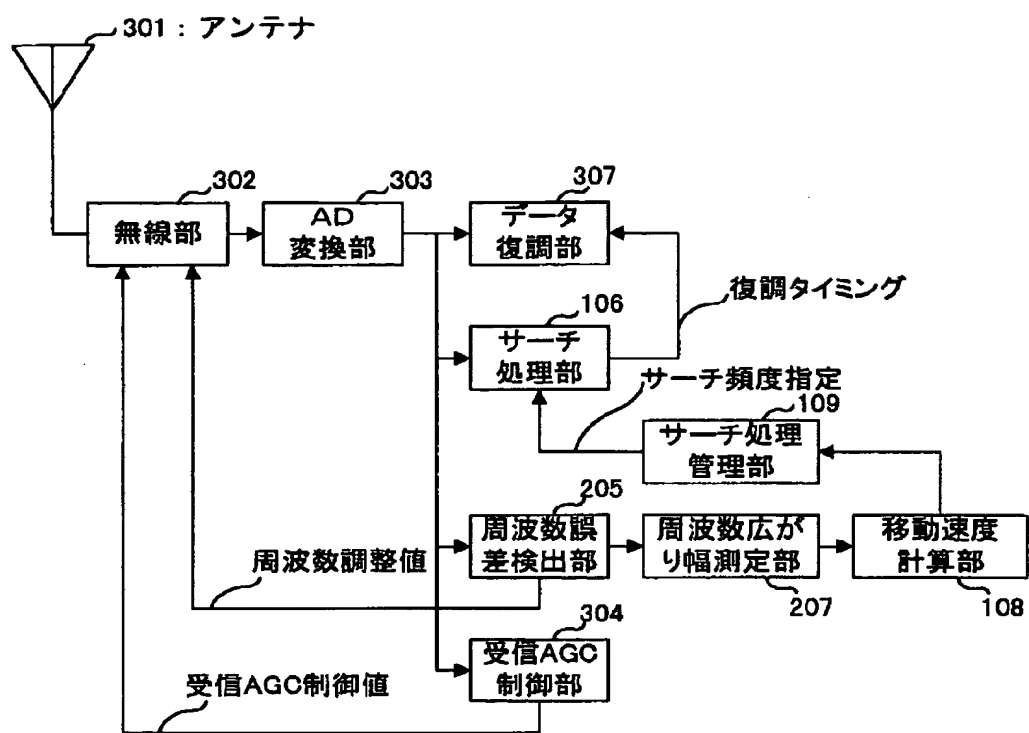 301：アンテナ
302
無線部
303
AD
変換部
307
データ
復調部
復調タイミング
106
サーチ
処理部
サーチ頻度指定
109
サーチ処理
管理部
205
周波数誤
差検出部
周波数広が
り幅測定部
207
移動速度
計算部
108
周波数調整値
304
受信AGC
制御部
受信AGC制御値